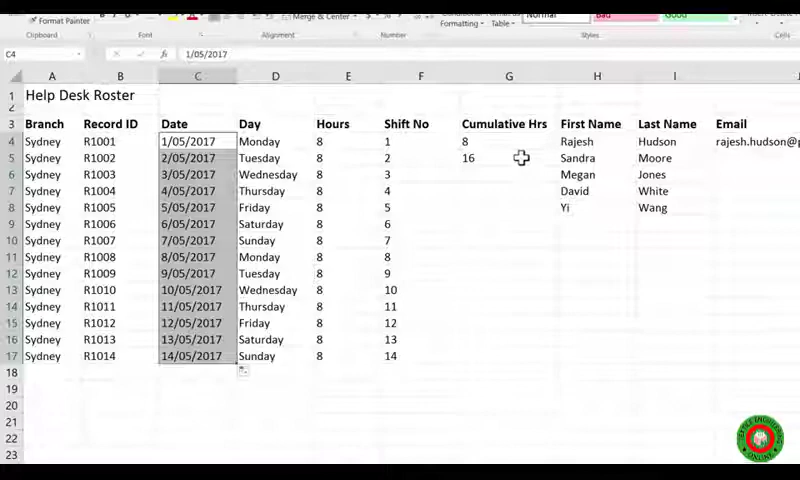 Format Painter
Merge & Center
Conditional Format as
Formatting Table
Normal Bad Good
Clipboard Font Alignment Number Styles Cells
C4 fx 1/05/2017
A B C D E F G H I J
1 Help Desk Roster
2
3 Branch Record ID Date Day Hours Shift No Cumulative Hrs First Name Last Name Email
4 Sydney R1001 1/05/2017 Monday 8 1 8 Rajesh Hudson rajesh.hudson@
5 Sydney R1002 2/05/2017 Tuesday 8 2 16 Sandra Moore
6 Sydney R1003 3/05/2017 Wednesday 8 3 Megan Jones
7 Sydney R1004 4/05/2017 Thursday 8 4 David White
8 Sydney R1005 5/05/2017 Friday 8 5 Yi Wang
9 Sydney R1006 6/05/2017 Saturday 8 6
10 Sydney R1007 7/05/2017 Sunday 8 7
11 Sydney R1008 8/05/2017 Monday 8 8
12 Sydney R1009 9/05/2017 Tuesday 8 9
13 Sydney R1010 10/05/2017 Wednesday 8 10
14 Sydney R1011 11/05/2017 Thursday 8 11
15 Sydney R1012 12/05/2017 Friday 8 12
16 Sydney R1013 13/05/2017 Saturday 8 13
17 Sydney R1014 14/05/2017 Sunday 8 14
18
19
20
21
22
23